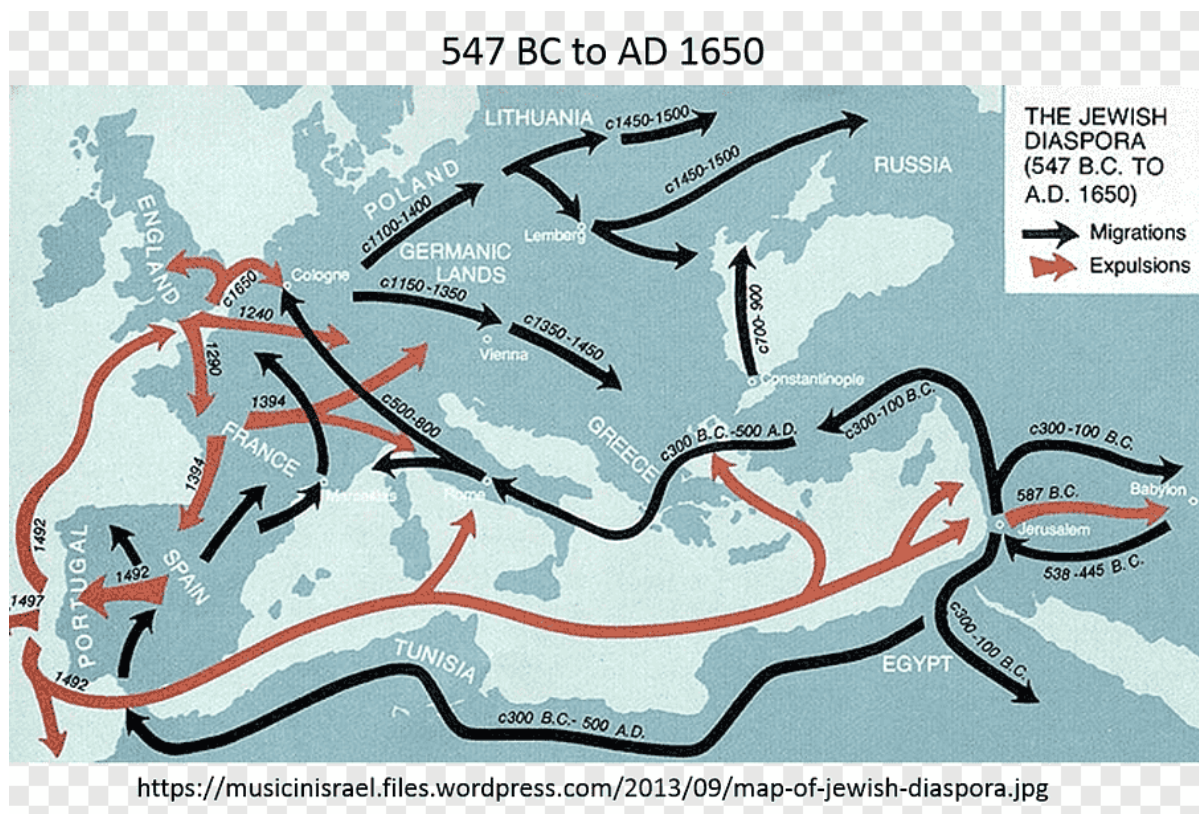 547 BC to AD 1650
THE JEWISH
DIASPORA
(547 B.C. TO
A.D. 1650)
Migrations
Expulsions
LITHUANIA
c1450-1500
RUSSIA
c1450-1500
POLAND
c1100-1400
Lemberg
ENGLAND
GERMANIC
LANDS
Cologne
c1650
c1150-1350
1240
c1350-1450
c700-900
1290
Vienna
Constantinople
1394
c500-800
c300-100 B.C.
FRANCE
GREECE
c300 B.C.-500 A.D.
c300-100 B.C.
1394
Marseilles
Rome
587 B.C.
Babylon
Jerusalem
1492
PORTUGAL
SPAIN
1492
538-445 B.C.
1497
c300-100 B.C.
TUNISIA
EGYPT
1492
c300 B.C.- 500 A.D.
https://musicinisrael.files.wordpress.com/2013/09/map-of-jewish-diaspora.jpg